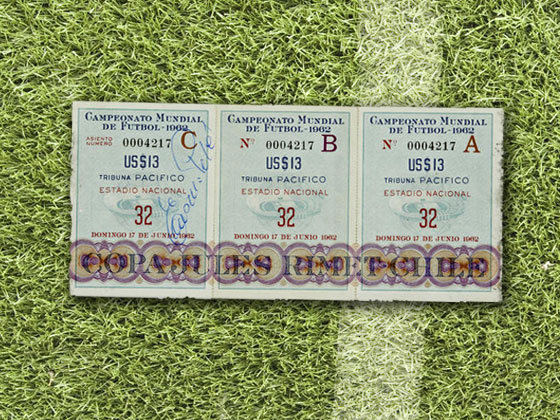 CAMPEONATO MUNDIAL
DE FUTBOL-1962
ASIENTO
NUMERO 0004217 C
US$13
TRIBUNA PACIFICO
ESTADIO NACIONAL
32
DOMINGO 17 DE JUNIO 1962
CAMPEONATO MUNDIAL
DE FUTBOL-1962
Nº 0004217 B
US$13
TRIBUNA PACIFICO
ESTADIO NACIONAL
32
DOMINGO 17 DE JUNIO 1962
CAMPEONATO MUNDIAL
DE FUTBOL-1962
Nº 0004217 A
US$13
TRIBUNA PACIFICO
ESTADIO NACIONAL
32
DOMINGO 17 DE JUNIO 1962
COPA JULES RIMET-CHILE